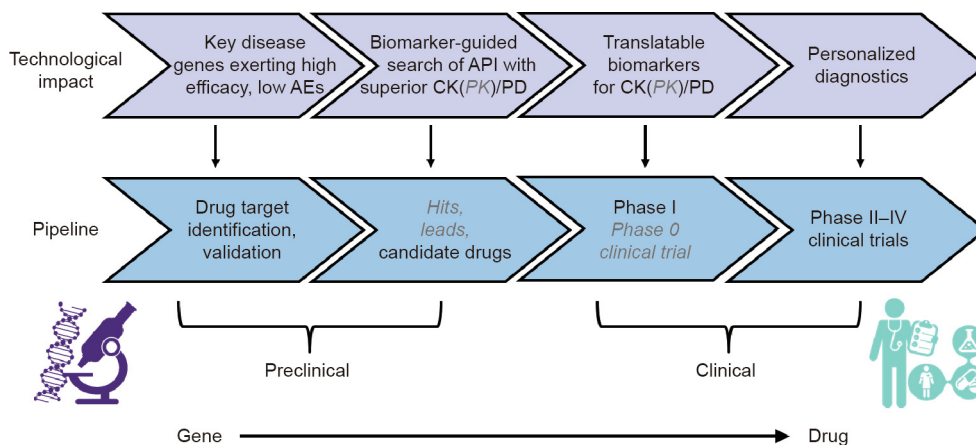 Technological
impact
Key disease
genes exerting high
efficacy, low AEs
Biomarker-guided
search of API with
superior CK(PK)/PD
Translatable
biomarkers
for CK(PK)/PD
Personalized
diagnostics
Pipeline
Drug target
identification,
validation
Hits,
leads,
candidate drugs
Phase I
Phase 0
clinical trial
Phase II–IV
clinical trials
Preclinical
Clinical
Gene
Drug